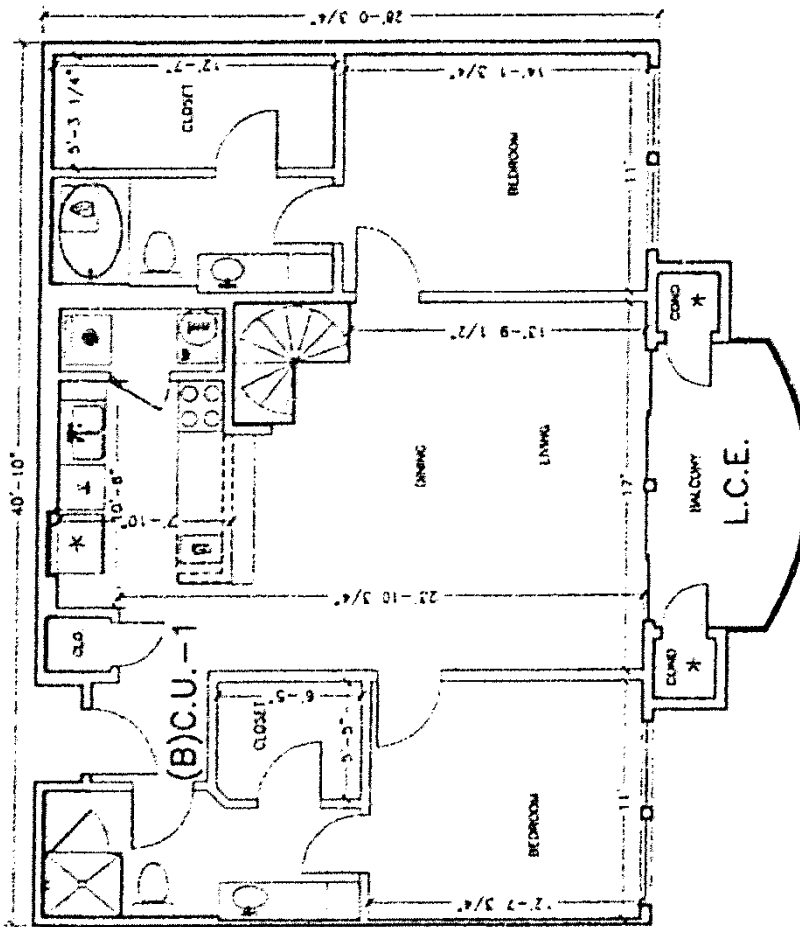 28'-0 3/4"
40'-10"
12'-7"
5'-3 1/4"
CLOSET
14'-1 3/4"
BEDROOM
11'
COND
13'-9 1/2"
10'-8"
7'-10"
DINING
LIVING
17'
BALCONY
L.C.E.
23'-10 3/4"
CLO.
(B)C.U.-1
6'-5"
CLOSET
5'-5"
COND
BEDROOM
11'
12'-7 3/4"